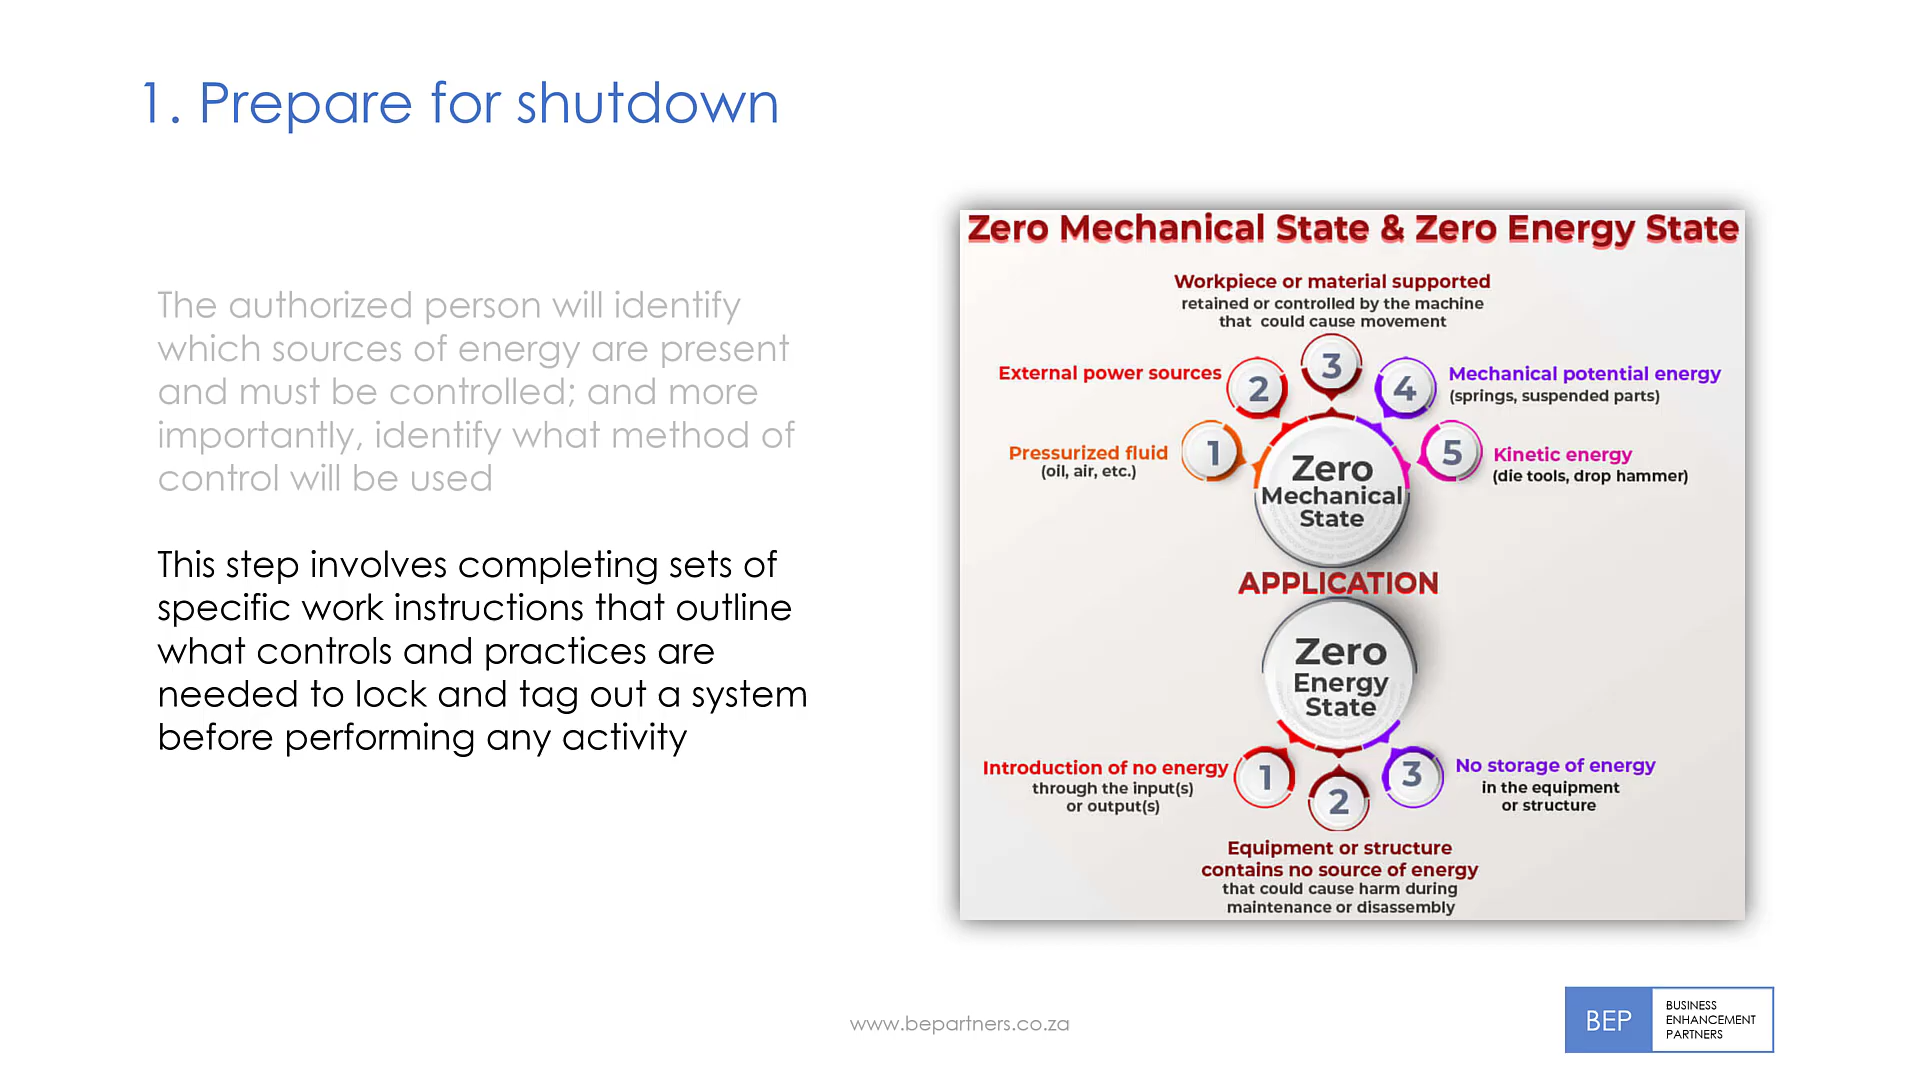 1. Prepare for shutdown
The authorized person will identify
which sources of energy are present
and must be controlled; and more
importantly, identify what method of
control will be used
This step involves completing sets of
specific work instructions that outline
what controls and practices are
needed to lock and tag out a system
before performing any activity
Zero Mechanical State & Zero Energy State
Workpiece or material supported
retained or controlled by the machine
that could cause movement
External power sources
2
3
4
Mechanical potential energy
(springs, suspended parts)
Pressurized fluid
(oil, air, etc.)
1
5
Kinetic energy
(die tools, drop hammer)
Zero
Mechanical
State
APPLICATION
Zero
Energy
State
Introduction of no energy
through the input(s)
or output(s)
1
2
3
No storage of energy
in the equipment
or structure
Equipment or structure
contains no source of energy
that could cause harm during
maintenance or disassembly
www.bepartners.co.za
BEP
BUSINESS
ENHANCEMENT
PARTNERS